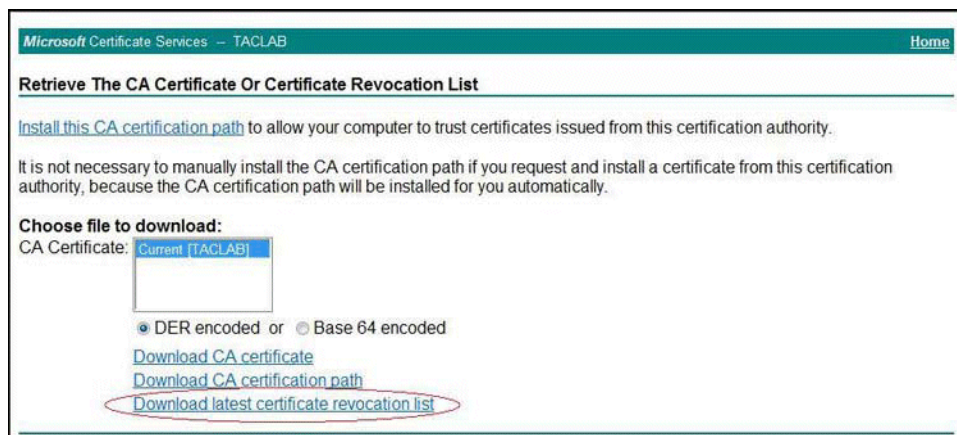 Microsoft Certificate Services -- TACLAB Home
Retrieve The CA Certificate Or Certificate Revocation List
Install this CA certification path to allow your computer to trust certificates issued from this certification authority.
It is not necessary to manually install the CA certification path if you request and install a certificate from this certification
authority, because the CA certification path will be installed for you automatically.
Choose file to download:
CA Certificate: Current [TACLAB]
DER encoded or Base 64 encoded
Download CA certificate
Download CA certification path
Download latest certificate revocation list